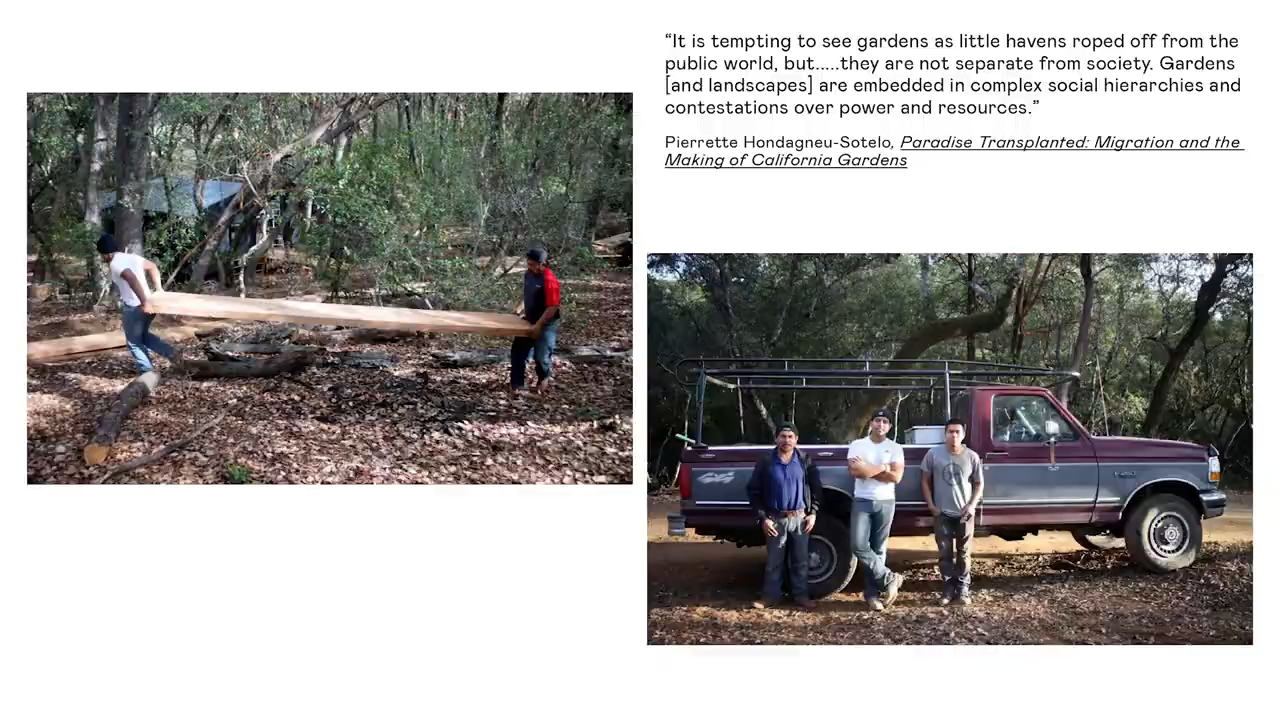 “It is tempting to see gardens as little havens roped off from the
public world, but.....they are not separate from society. Gardens
[and landscapes] are embedded in complex social hierarchies and
contestations over power and resources.”
Pierrette Hondagneu-Sotelo, Paradise Transplanted: Migration and the
Making of California Gardens
4x4